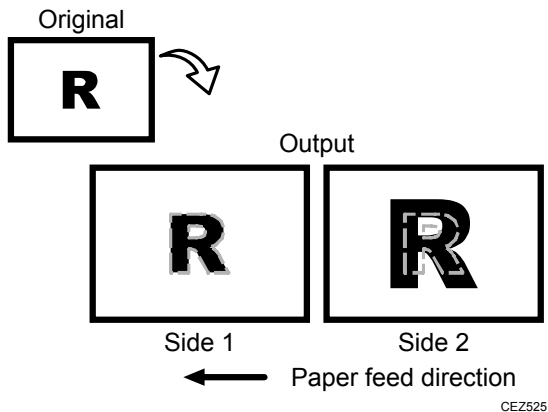 Original
R
Output
R
R
Side 1
Side 2
Paper feed direction
CEZ525